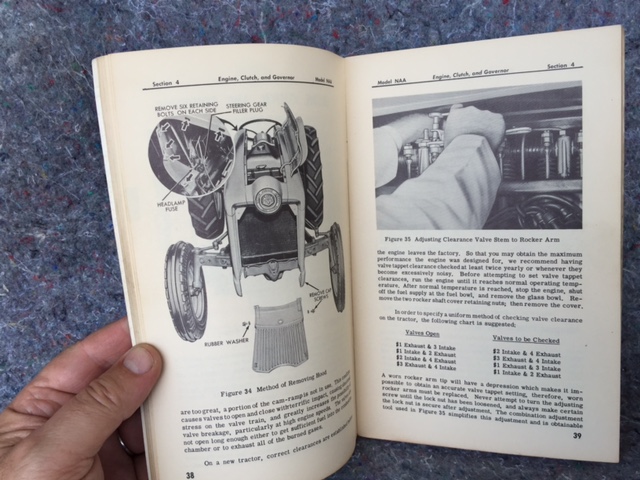 Section 4 Engine, Clutch, and Governor Model NAA
REMOVE SIX RETAINING
BOLTS ON EACH SIDE
STEERING GEAR
FILLER PLUG
HEADLAMP
FUSE
REMOVE CAP
SCREWS
RUBBER WASHER
Figure 34 Method of Removing Hood
are too great, a portion of the cam-ramp is not in use. The
causes valves to open and close with terrific impact,
stress on the valve train, and greatly increases the
valve breakage, particularly at high engine speeds. The
not open long enough either to get sufficient fuel into the
chamber or to exhaust all of the burned gases.
On a new tractor, correct clearances are established
38
Model NAA Engine, Clutch, and Governor Section 4
Figure 35 Adjusting Clearance Valve Stem to Rocker Arm
the engine leaves the factory. So that you may obtain the maximum
performance the engine was designed for, we recommend having
valve tappet clearance checked at least twice yearly or whenever they
become excessively noisy. Before attempting to set valve tappet
clearances, run the engine until it reaches normal operating temp-
erature. After normal temperature is reached, stop the engine, shut
off the fuel supply at the fuel bowl, and remove the glass bowl. Re-
move the two rocker shaft cover retaining nuts; then remove the cover.
In order to specify a uniform method of checking valve clearance
on the tractor, the following chart is suggested:
Valves Open Valves to be Checked
#1 Exhaust & 3 Intake #2 Intake & 4 Exhaust
#1 Intake & 2 Exhaust #3 Intake & 4 Exhaust
#2 Intake & 4 Exhaust #1 Exhaust & 3 Intake
#3 Exhaust & 4 Intake #1 Intake & 2 Exhaust
A worn rocker arm tip will have a depression which makes it im-
possible to obtain an accurate valve tappet setting, therefore, worn
rocker arms must be replaced. Never attempt to turn the adjusting
screw until the lock nut has been loosened, and always make certain
the lock nut is secure after adjustment. The combination adjustment
tool used in Figure 35 simplifies this adjustment and is obtainable
39